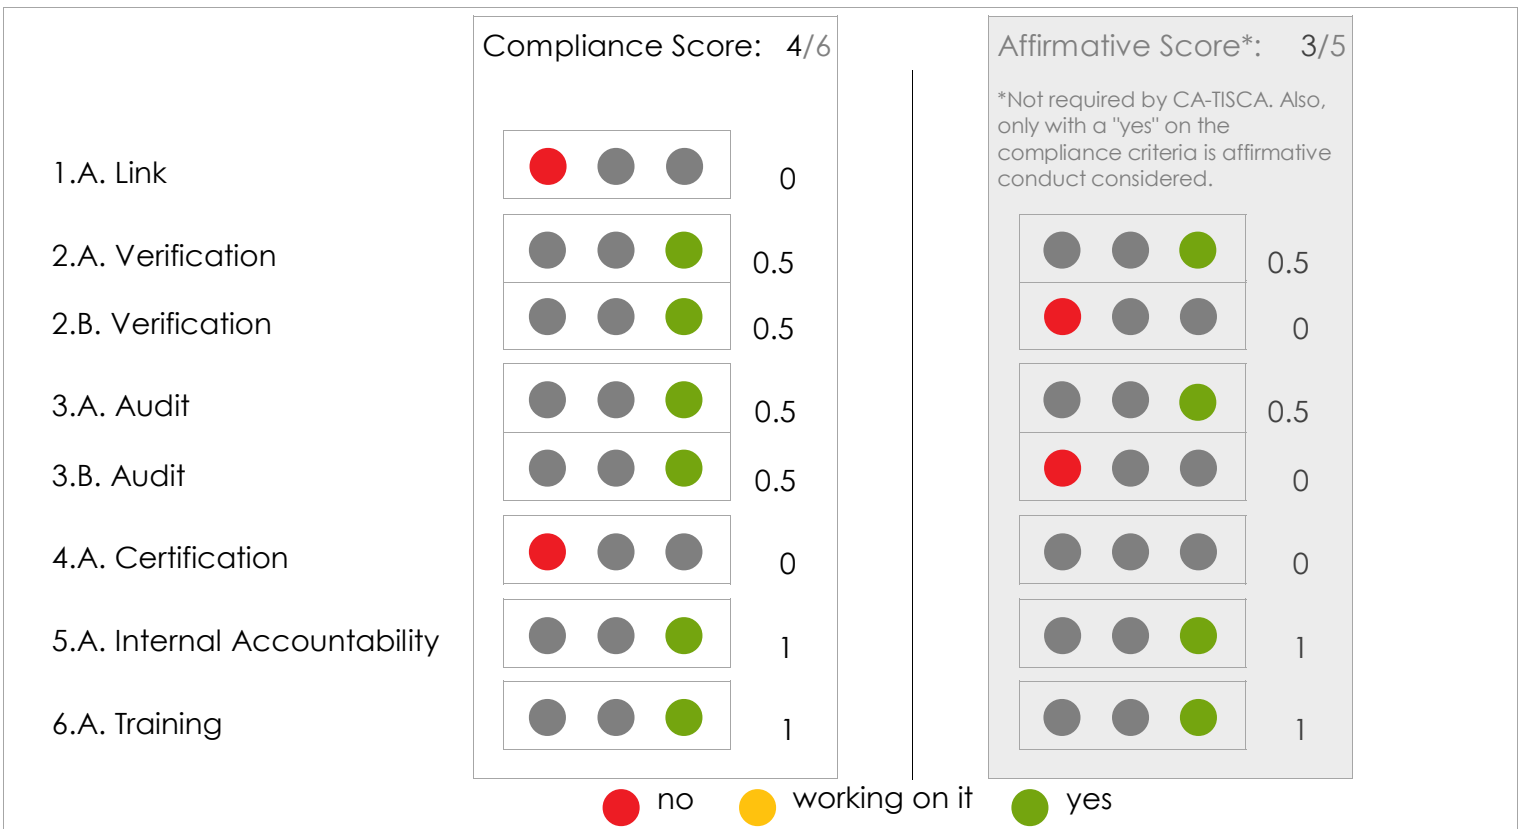 Compliance Score: 4/6
Affirmative Score*: 3/5
*Not required by CA-TISCA. Also,
only with a "yes" on the
compliance criteria is affirmative
conduct considered.
1.A. Link 0
2.A. Verification 0.5 0.5
2.B. Verification 0.5 0
3.A. Audit 0.5 0.5
3.B. Audit 0.5 0
4.A. Certification 0 0
5.A. Internal Accountability 1 1
6.A. Training 1 1
no working on it yes